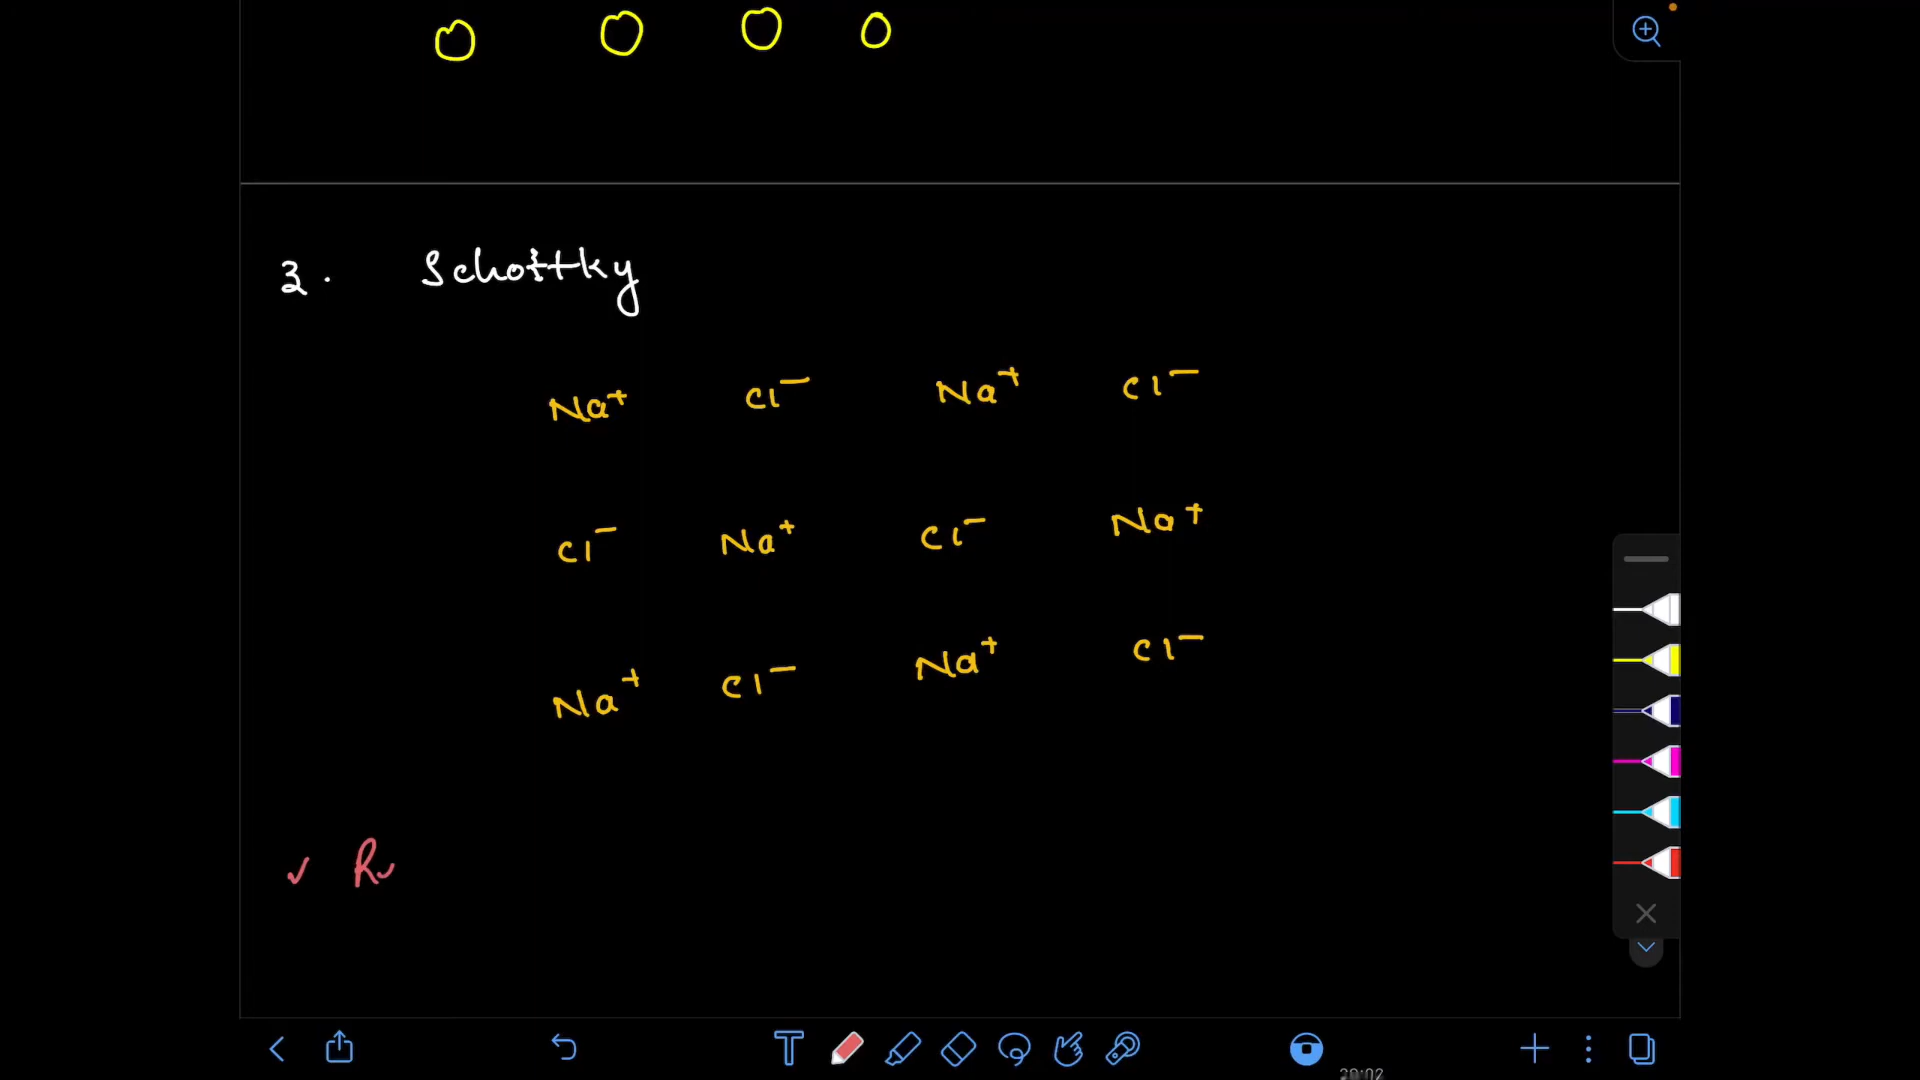 3. Schottky
Na⁺ Cl⁻ Na⁺ Cl⁻
Cl⁻ Na⁺ Cl⁻ Na⁺
Na⁺ Cl⁻ Na⁺ Cl⁻
✓ R